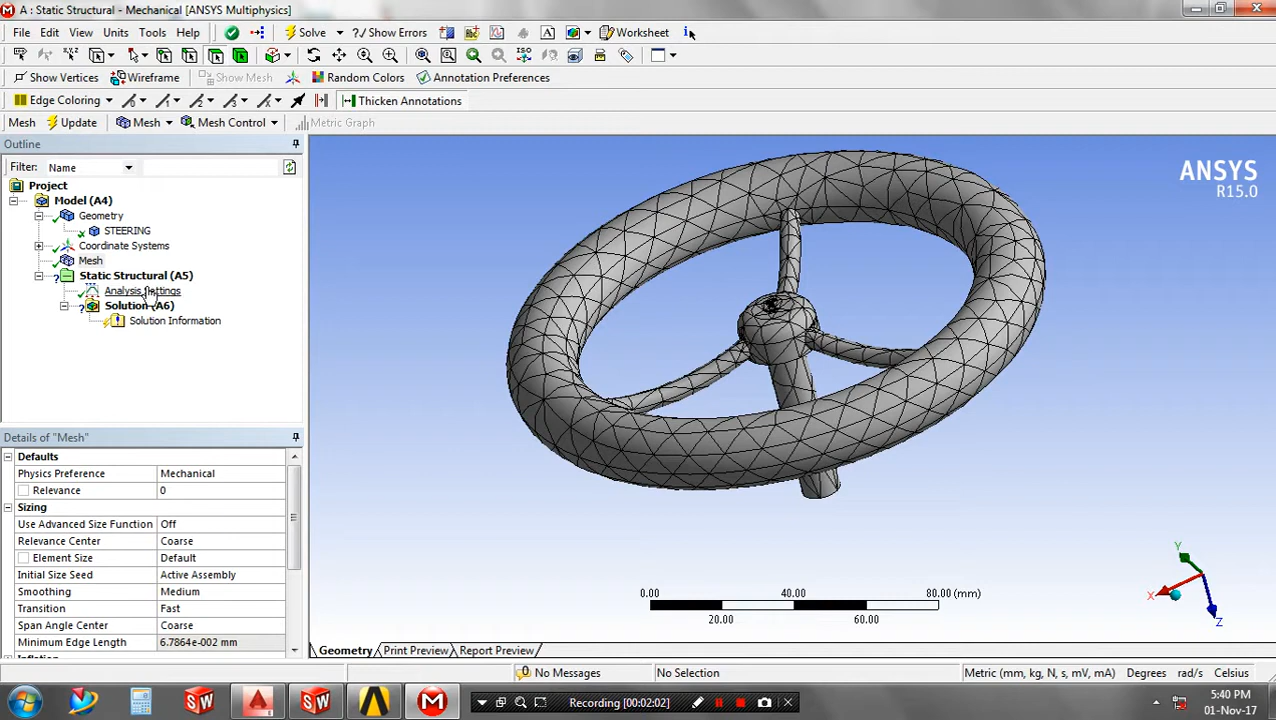 A : Static Structural - Mechanical [ANSYS Multiphysics]
File Edit View Units Tools Help Solve ?/ Show Errors Worksheet
Show Vertices Wireframe Show Mesh Random Colors Annotation Preferences
Edge Coloring Thicken Annotations
Mesh Update Mesh Mesh Control Metric Graph
Outline
Filter: Name
Project
Model (A4)
Geometry
STEERING
Coordinate Systems
Mesh
Static Structural (A5)
Analysis Settings
Solution (A6)
Solution Information
Details of "Mesh"
Defaults
Physics Preference Mechanical
Relevance 0
Sizing
Use Advanced Size Function Off
Relevance Center Coarse
Element Size Default
Initial Size Seed Active Assembly
Smoothing Medium
Transition Fast
Span Angle Center Coarse
Minimum Edge Length 6.7864e-002 mm
Inflation
ANSYS
R15.0
Y
X
Z
0.00 40.00 80.00 (mm)
20.00 60.00
Geometry Print Preview Report Preview
No Messages No Selection Metric (mm, kg, N, s, mV, mA) Degrees rad/s Celsius
Recording [00:02:02]
5:40 PM
01-Nov-17